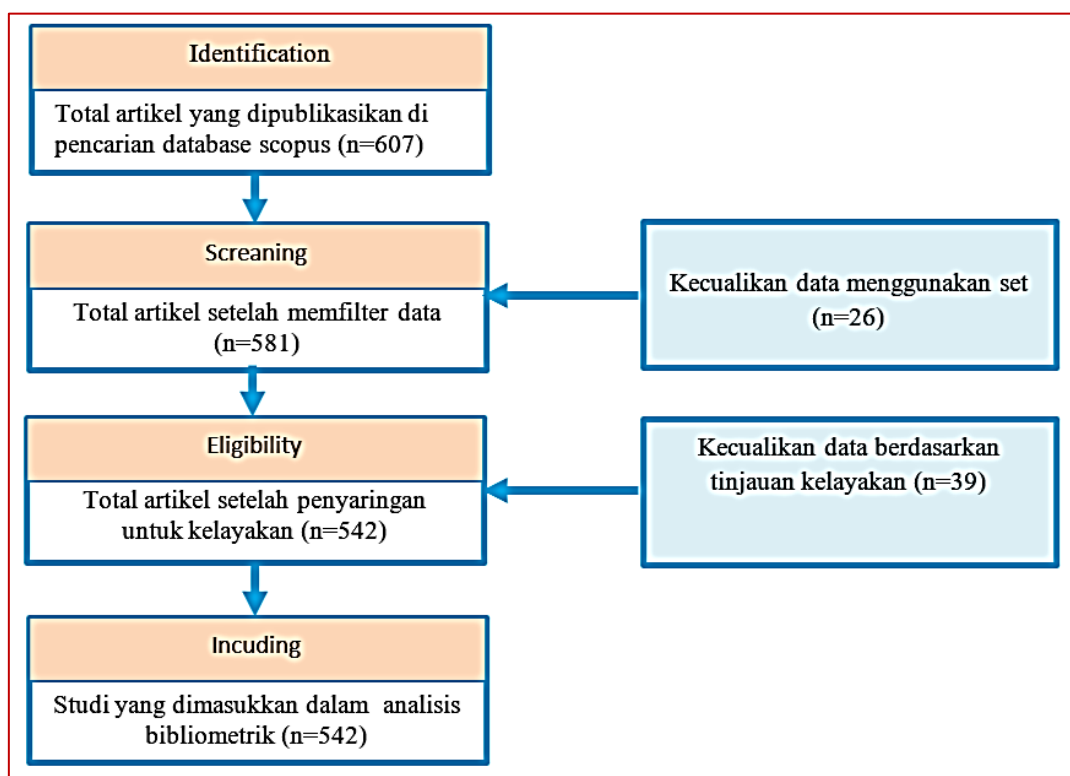 Identification
Total artikel yang dipublikasikan di
pencarian database scopus (n=607)
Screaning
Total artikel setelah memfilter data
(n=581)
Kecualikan data menggunakan set
(n=26)
Eligibility
Total artikel setelah penyaringan
untuk kelayakan (n=542)
Kecualikan data berdasarkan
tinjauan kelayakan (n=39)
Incuding
Studi yang dimasukkan dalam analisis
bibliometrik (n=542)